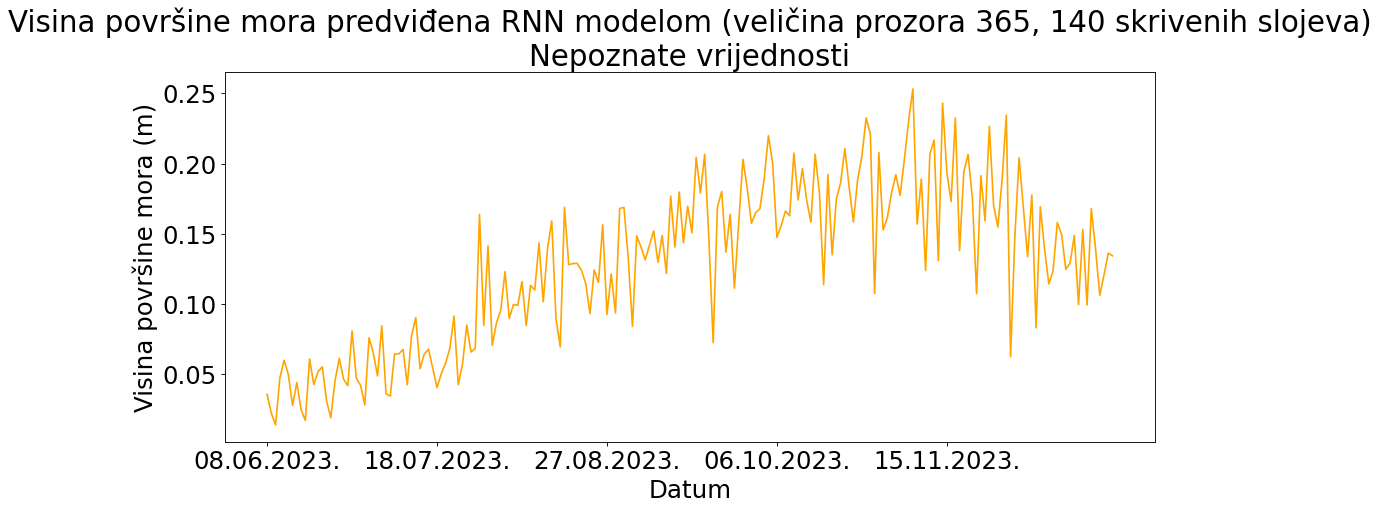 Visina površine mora predviđena RNN modelom (veličina prozora 365, 140 skrivenih slojeva)
Nepoznate vrijednosti
Visina površine mora (m)
0.25
0.20
0.15
0.10
0.05
08.06.2023. 18.07.2023. 27.08.2023. 06.10.2023. 15.11.2023.
Datum